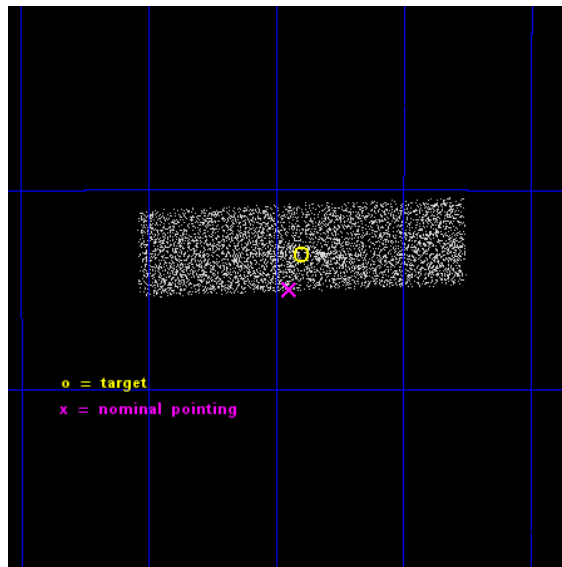 o = target
x = nominal pointing